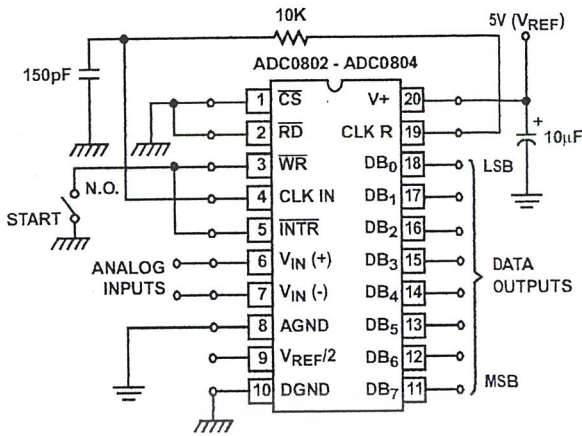 10K
5V (VREF)
ADC0802 - ADC0804
150pF
1 CS V+ 20
2 RD CLK R 19
+
10µF
3 WR DB0 18 LSB
N.O.
4 CLK IN DB1 17
START
5 INTR DB2 16
ANALOG
INPUTS
6 VIN (+) DB3 15
DATA
OUTPUTS
7 VIN (-) DB4 14
8 AGND DB5 13
9 VREF/2 DB6 12
10 DGND DB7 11 MSB